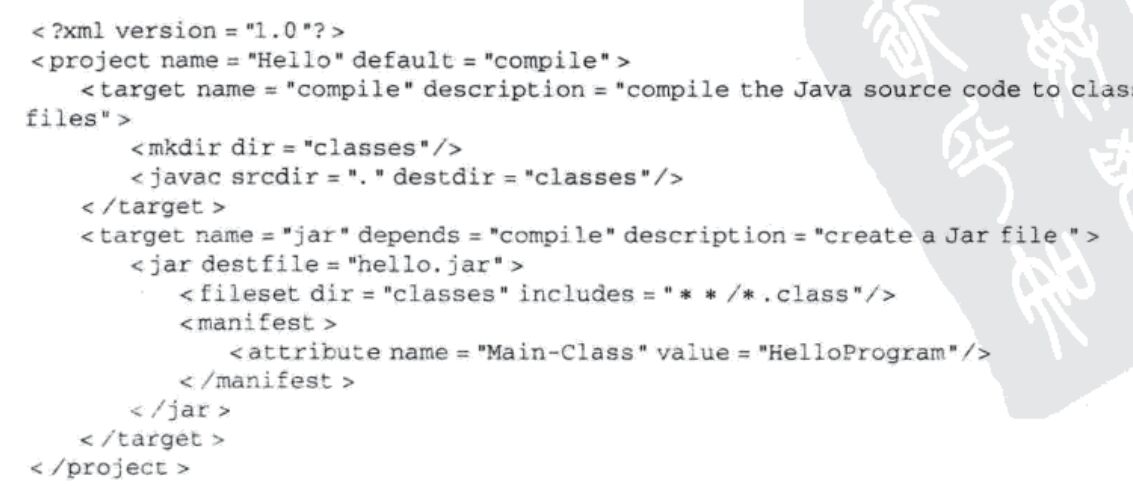 <?xml version = "1.0"?>
<project name = "Hello" default = "compile">
<target name = "compile" description = "compile the Java source code to clas
files">
<mkdir dir = "classes"/>
<javac srcdir = "." destdir = "classes"/>
</target>
<target name = "jar" depends = "compile" description = "create a Jar file ">
<jar destfile = "hello.jar">
<fileset dir = "classes" includes = "* * /* .class"/>
<manifest>
<attribute name = "Main-Class" value = "HelloProgram"/>
</manifest>
</jar>
</target>
</project>